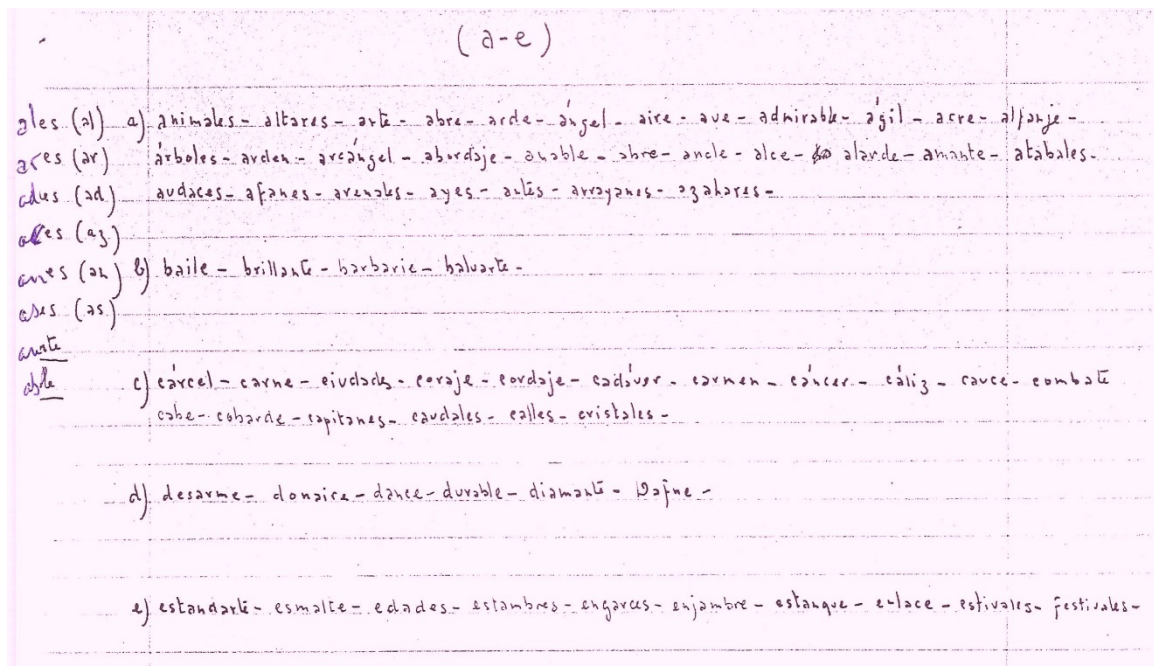 (a-e)
ales (al) a) animales - altares - arte - abre - arde - ángel - aire - ave - admirable - ágil - acre - alfanje -
ares (ar) árboles - arden - arcángel - abordaje - amable - abre - ancle - alce - alarde - amante - atabales.
ades (ad) audaces - afanes - arenales - ayes - antes - arrayanes - azahares -
aces (az)
anes (an) b) baile - brillante - barbarie - baluarte -
ases (as)
ante
able c) cárcel - carne - ciudades - coraje - cordaje - cadáver - carmen - cáncer - cáliz - cauce - combate
cabe - cobarde - capitanes - caudales - calles - cristales -
d) desarme - donaire - dance - durable - diamante - Dafne -
e) estandarte - esmalte - edades - estambres - engarces - enjambre - estanque - enlace - estivales - festivales -